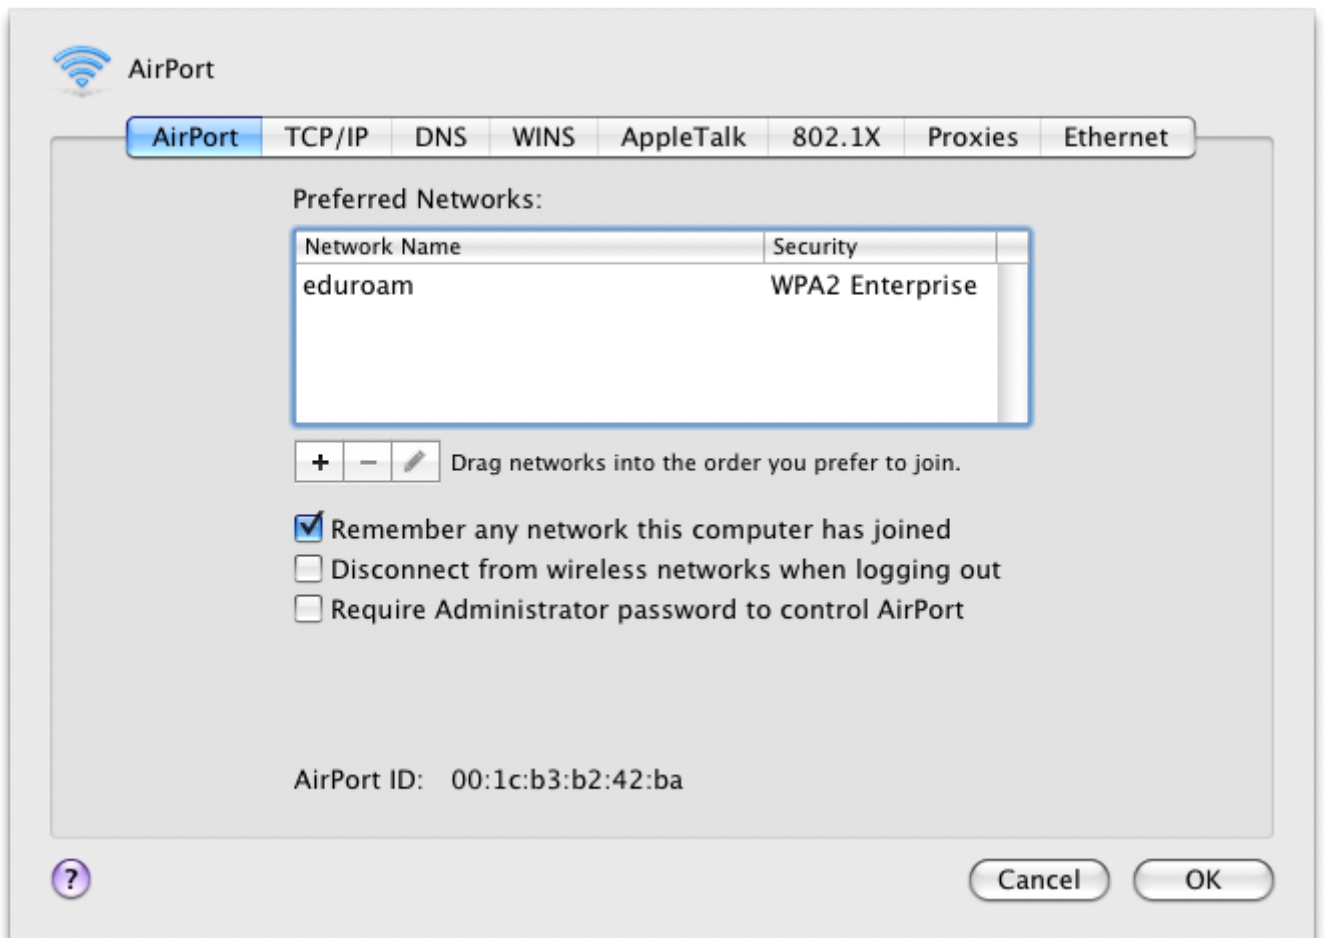 AirPort
AirPort TCP/IP DNS WINS AppleTalk 802.1X Proxies Ethernet
Preferred Networks:
Network Name Security
eduroam WPA2 Enterprise
+ − Drag networks into the order you prefer to join.
Remember any network this computer has joined
Disconnect from wireless networks when logging out
Require Administrator password to control AirPort
AirPort ID: 00:1c:b3:b2:42:ba
? Cancel OK